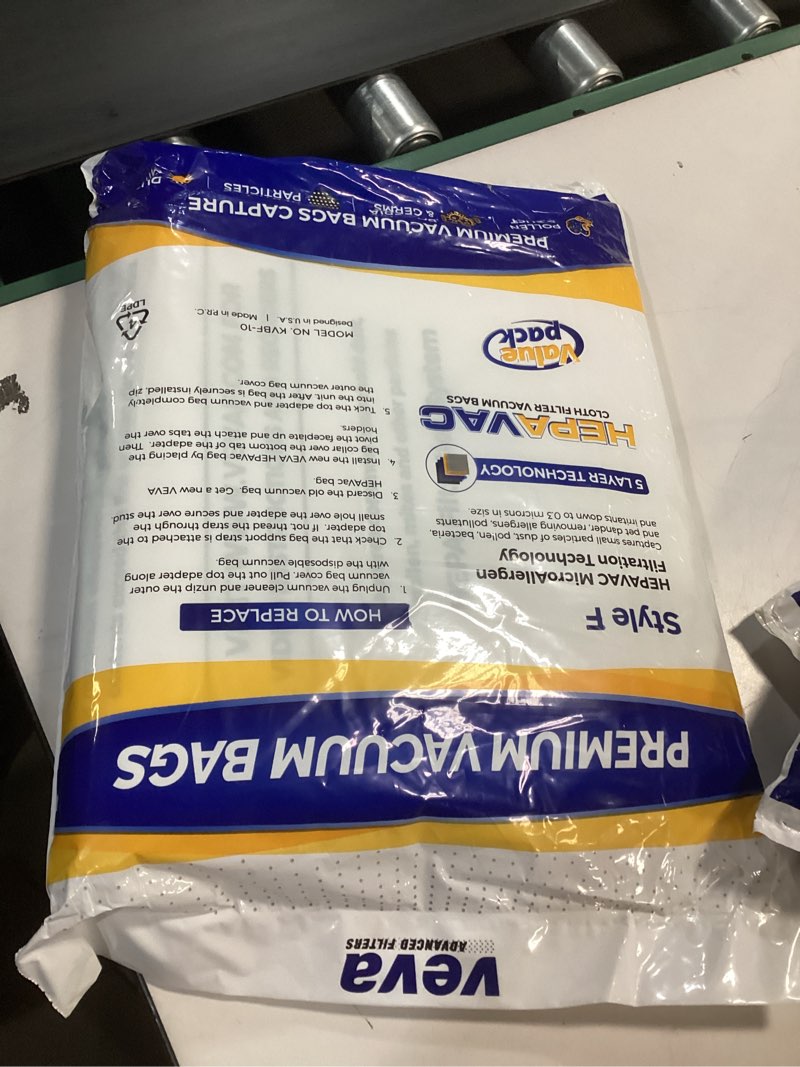 veva
ADVANCED FILTERS
PREMIUM VACUUM BAGS
Style F
HEPAVAC MicroAllergen
Filtration Technology
Captures small particles of dust, pollen, bacteria,
and pet dander, removing allergens, pollutants
and irritants down to 0.3 microns in size.
5 LAYER TECHNOLOGY
HEPAVAC
CLOTH FILTER VACUUM BAGS
Value
pack
HOW TO REPLACE
1. Unplug the vacuum cleaner and unzip the outer
vacuum bag cover. Pull out the top adapter along
with the disposable vacuum bag.
2. Check that the bag support strap is attached to the
top adapter. If not, thread the strap through the
small hole over the adapter and secure over the stud.
3. Discard the old vacuum bag. Get a new VEVA
HEPAVac bag.
4. Install the new VEVA HEPAVac bag by placing the
bag collar over the bottom tab of the adapter. Then
pivot the faceplate up and attach the tabs over the
holders.
5. Tuck the top adapter and vacuum bag completely
into the unit. After the bag is securely installed, zip
the outer vacuum bag cover.
MODEL NO. KVBF-10
Designed in U.S.A. | Made in P.R.C.
4
LDPE
PREMIUM VACUUM BAGS CAPTURE
POLLEN
& GERMS
PARTICLES